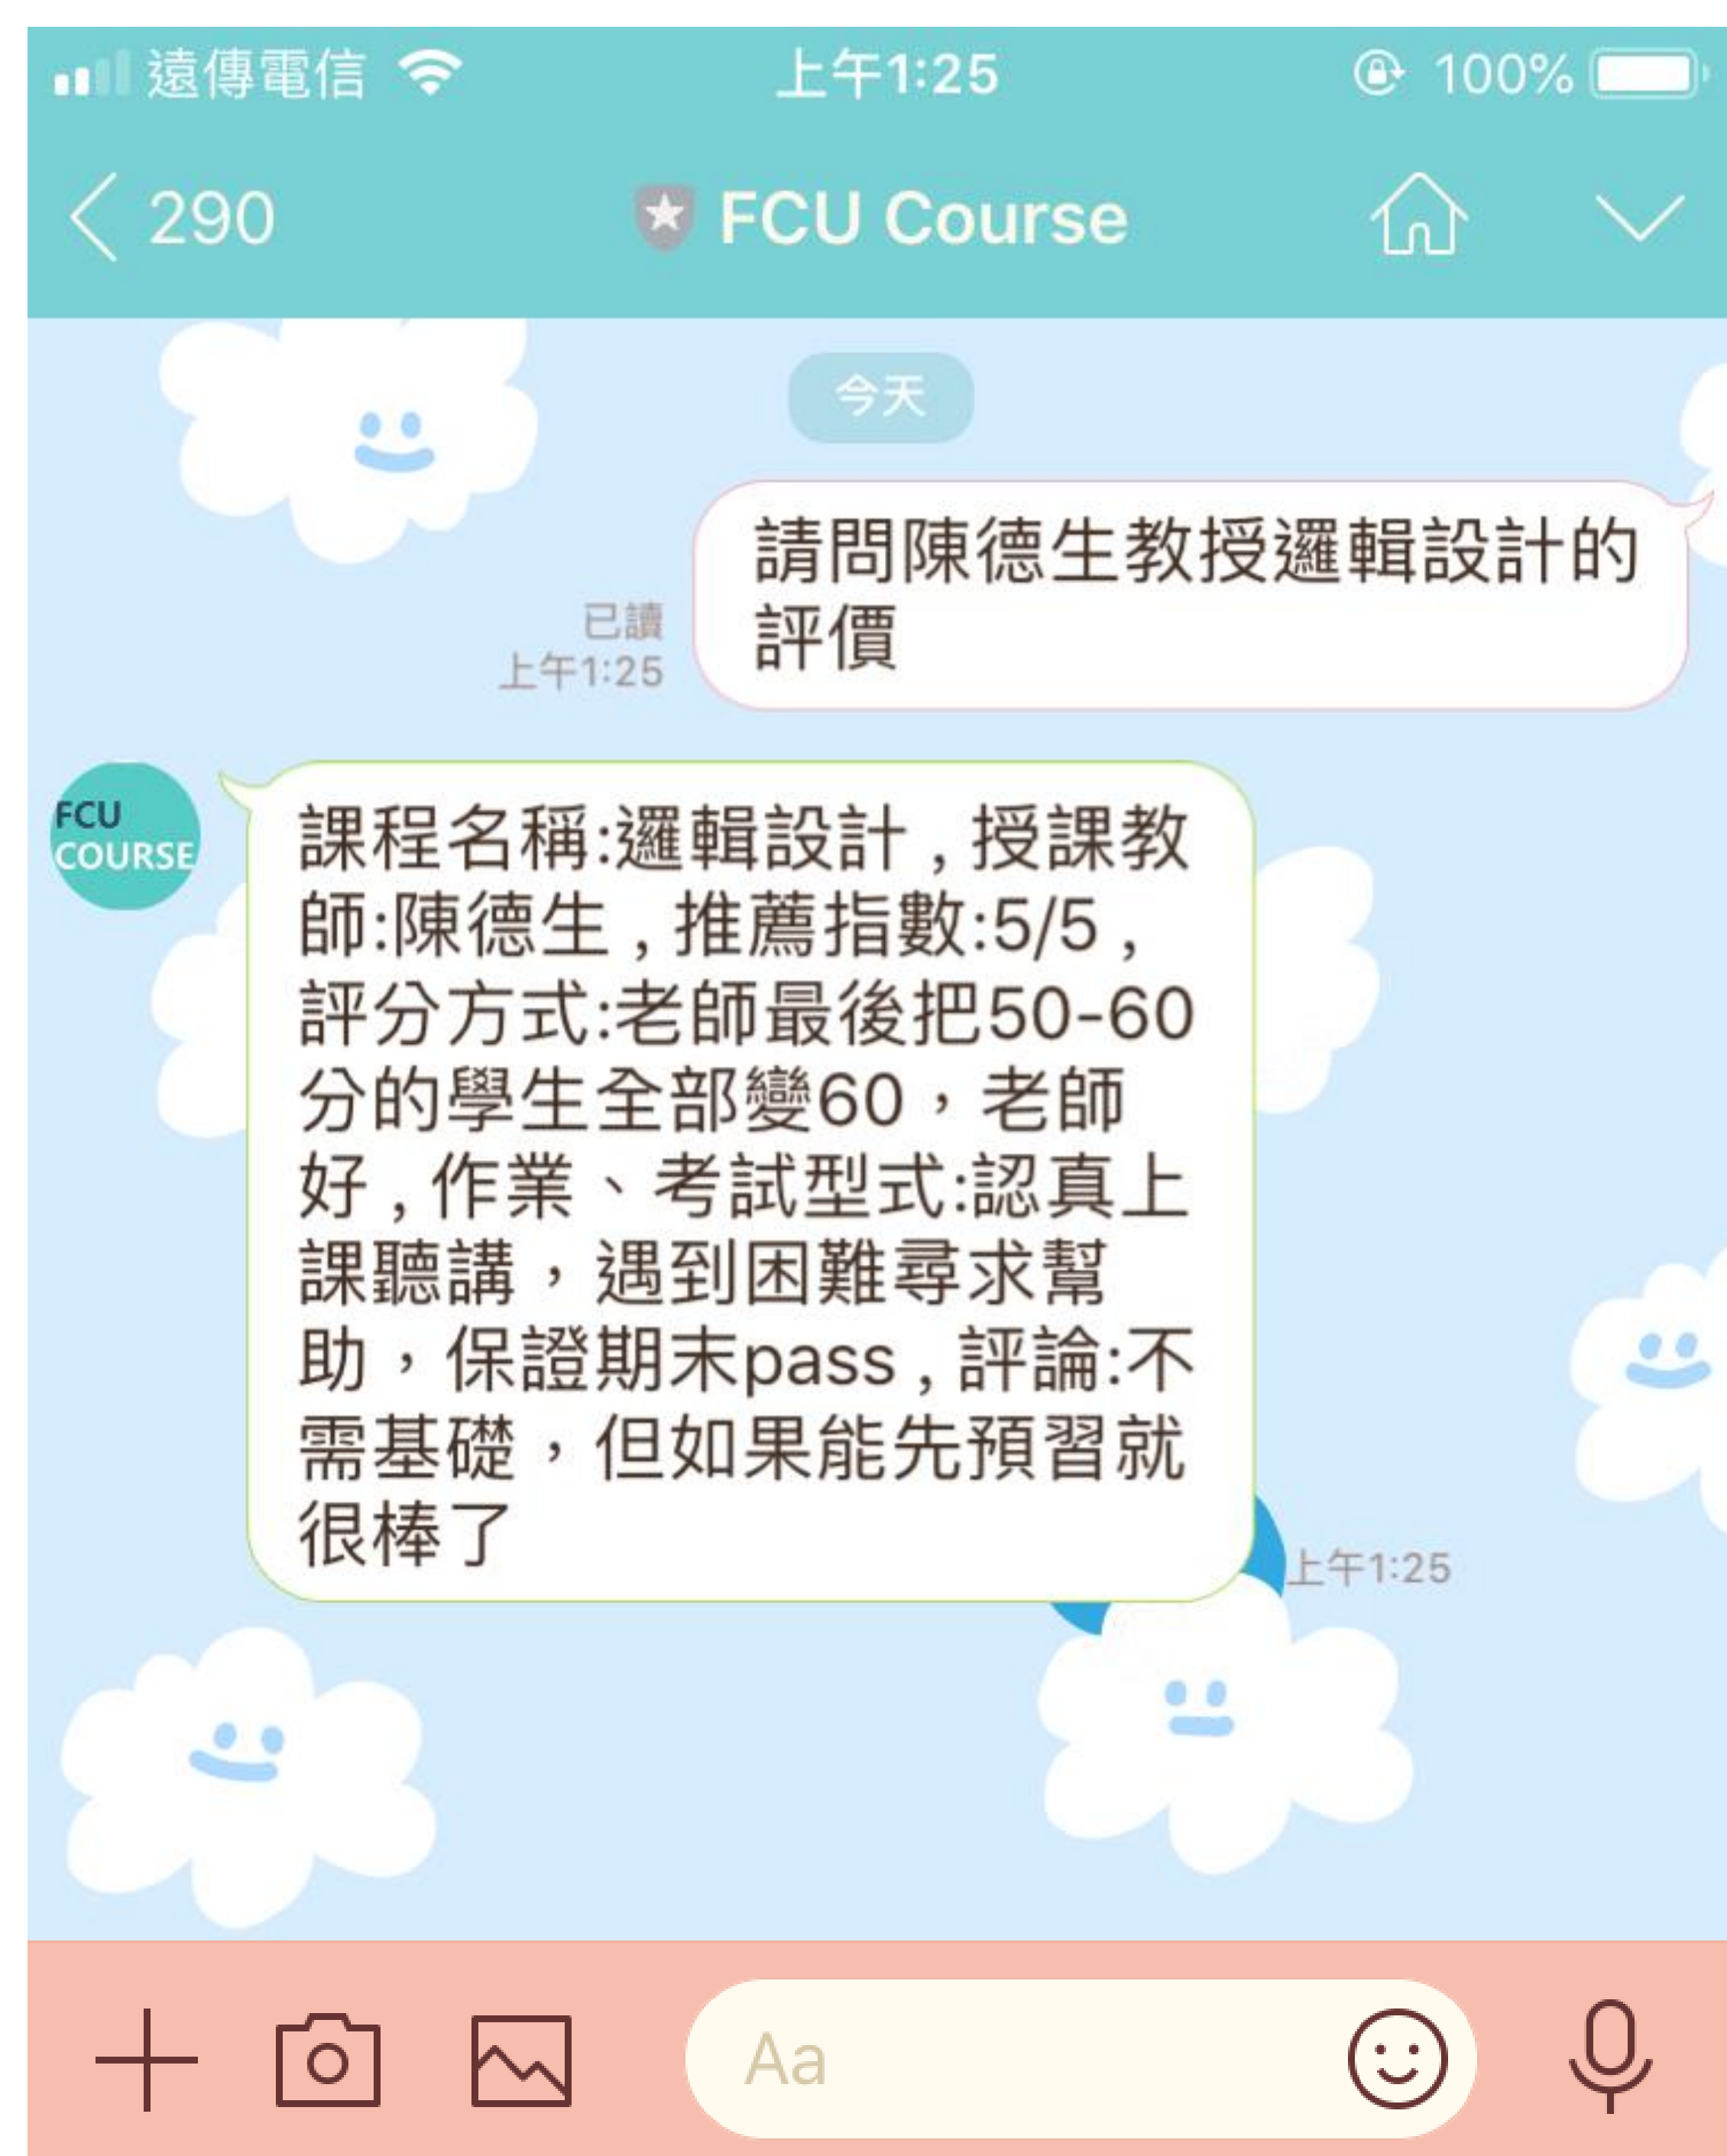 遠傳電信 上午1:25 100%
290 FCU Course
今天
請問陳德生教授邏輯設計的
評價
已讀
上午1:25
FCU
COURSE
課程名稱:邏輯設計 , 授課教
師:陳德生 , 推薦指數:5/5 ,
評分方式:老師最後把50-60
分的學生全部變60，老師
好 , 作業、考試型式:認真上
課聽講，遇到困難尋求幫
助，保證期末pass , 評論:不
需基礎，但如果能先預習就
很棒了
上午1:25
Aa